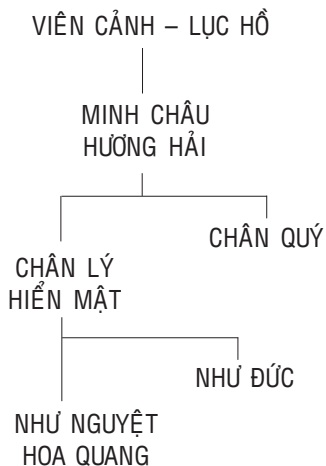 VIÊN CẢNH – LỤC HỒ
MINH CHÂU
HƯƠNG HẢI
CHÂN QUÝ
CHÂN LÝ
HIỂN MẬT
NHƯ ĐỨC
NHƯ NGUYỆT
HOA QUANG